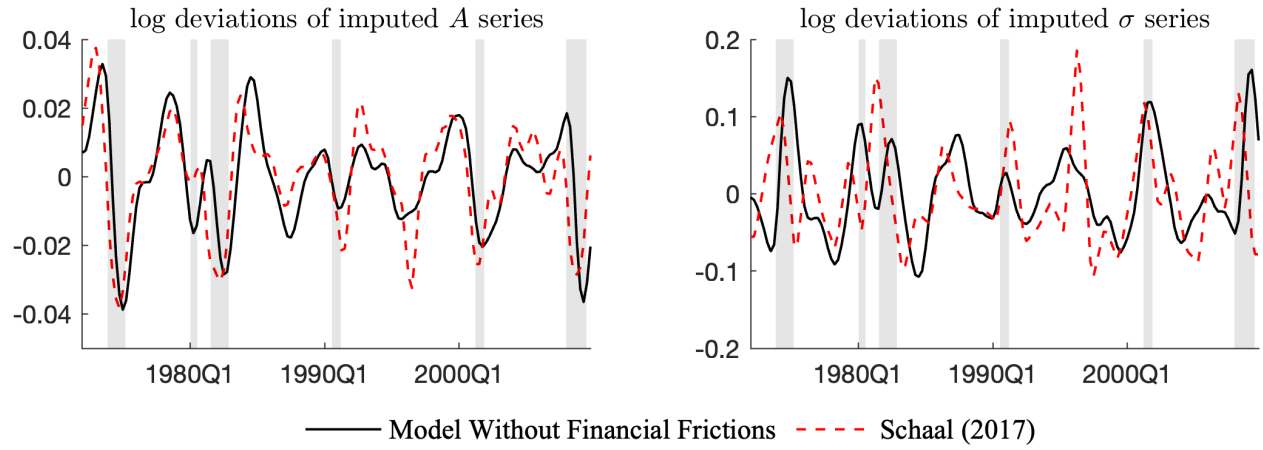 log deviations of imputed A series
0.04
0.02
0
-0.02
-0.04
1980Q1 1990Q1 2000Q1
log deviations of imputed σ series
0.2
0.1
0
-0.1
-0.2
1980Q1 1990Q1 2000Q1
Model Without Financial Frictions Schaal (2017)